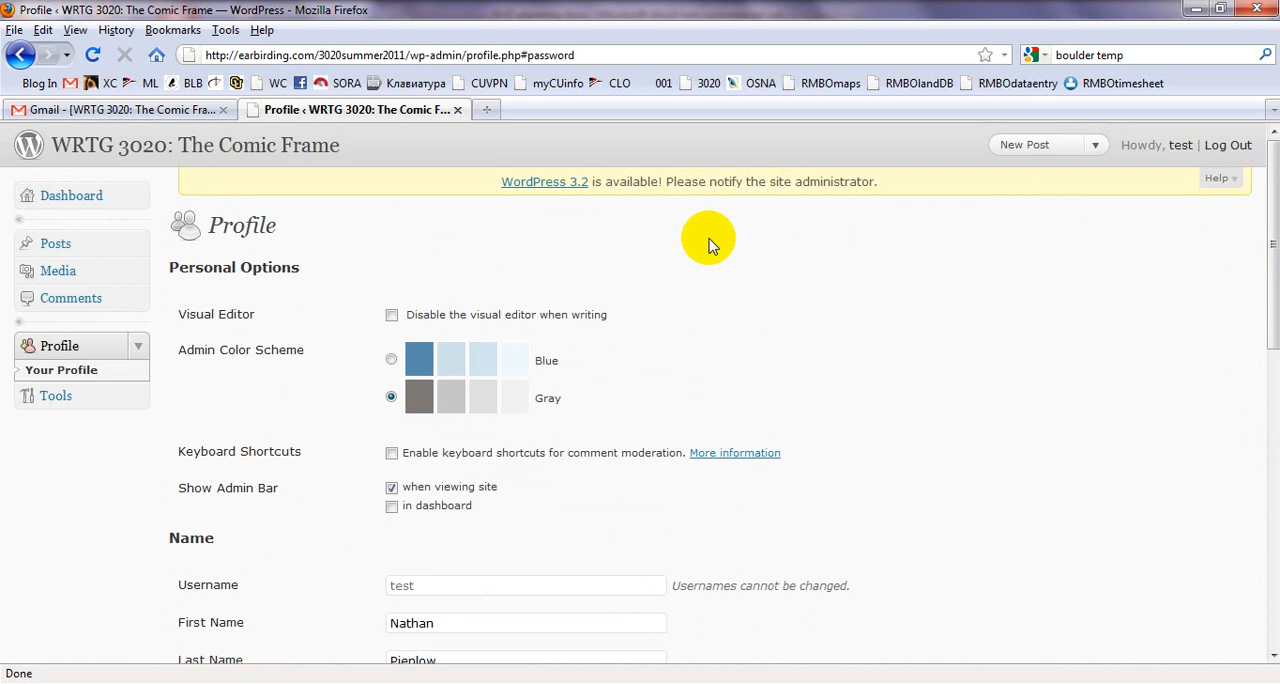 Profile ‹ WRTG 3020: The Comic Frame — WordPress - Mozilla Firefox
File Edit View History Bookmarks Tools Help
http://earbirding.com/3020summer2011/wp-admin/profile.php#password
boulder temp
Blog In XC ML BLB WC SORA Клавиатура CUVPN myCUinfo CLO 001 3020 OSNA RMBOmaps RMBOlandDB RMBOdataentry RMBOtimesheet
Gmail - [WRTG 3020: The Comic Fra...
Profile ‹ WRTG 3020: The Comic F...
WRTG 3020: The Comic Frame
New Post
Howdy, test | Log Out
WordPress 3.2 is available! Please notify the site administrator.
Help
Dashboard
Posts
Media
Comments
Profile
Your Profile
Tools
Profile
Personal Options
Visual Editor
Disable the visual editor when writing
Admin Color Scheme
Blue
Gray
Keyboard Shortcuts
Enable keyboard shortcuts for comment moderation. More information
Show Admin Bar
when viewing site
in dashboard
Name
Username
test
Usernames cannot be changed.
First Name
Nathan
Last Name
Pieplow
Done